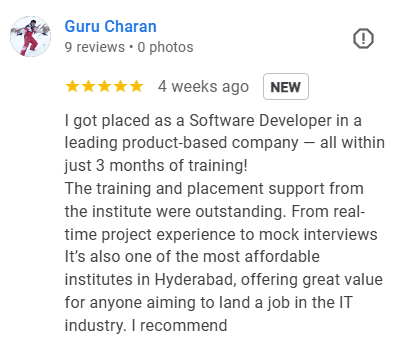 Guru Charan
9 reviews • 0 photos
4 weeks ago NEW
I got placed as a Software Developer in a
leading product-based company — all within
just 3 months of training!
The training and placement support from
the institute were outstanding. From real-
time project experience to mock interviews
It’s also one of the most affordable
institutes in Hyderabad, offering great value
for anyone aiming to land a job in the IT
industry. I recommend